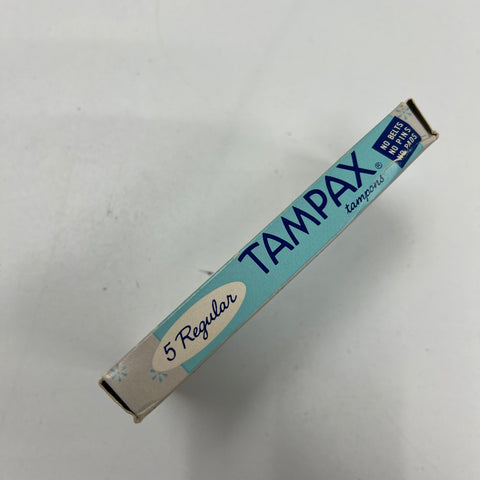 5 Regular
TAMPAX®
tampons
NO BELTS
NO PINS
NO PADS